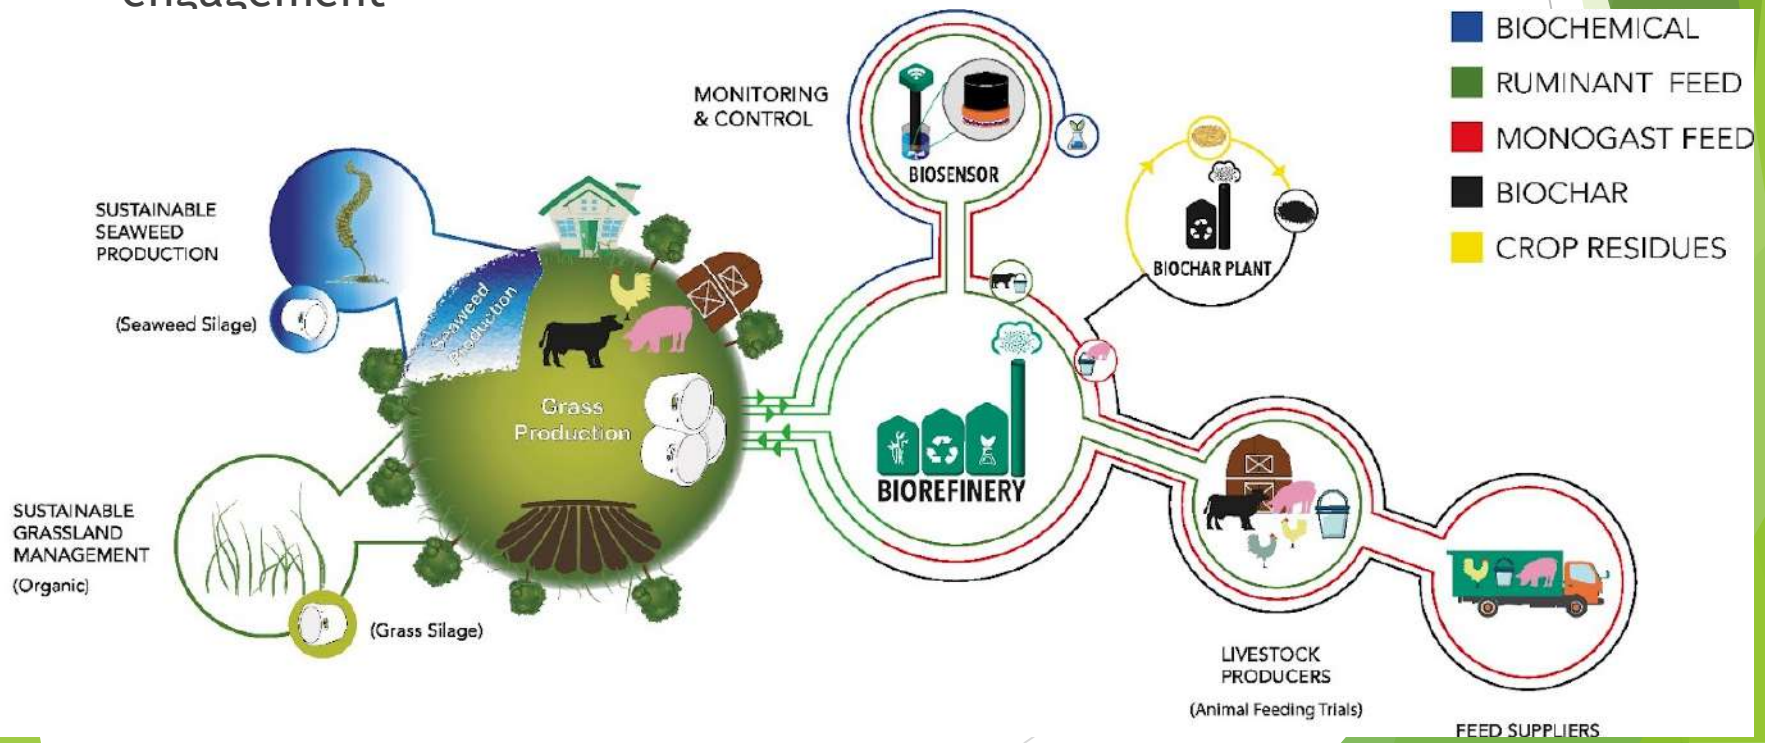 engagement
MONITORING
& CONTROL
BIOSENSOR
BIOCHEMICAL
RUMINANT FEED
MONOGAST FEED
BIOCHAR
CROP RESIDUES
BIOCHAR PLANT
SUSTAINABLE
SEAWEED
PRODUCTION
(Seaweed Silage)
Seaweed
Production
Grass
Production
BIOREFINERY
SUSTAINABLE
GRASSLAND
MANAGEMENT
(Organic)
(Grass Silage)
LIVESTOCK
PRODUCERS
(Animal Feeding Trials)
FEED SUPPLIERS